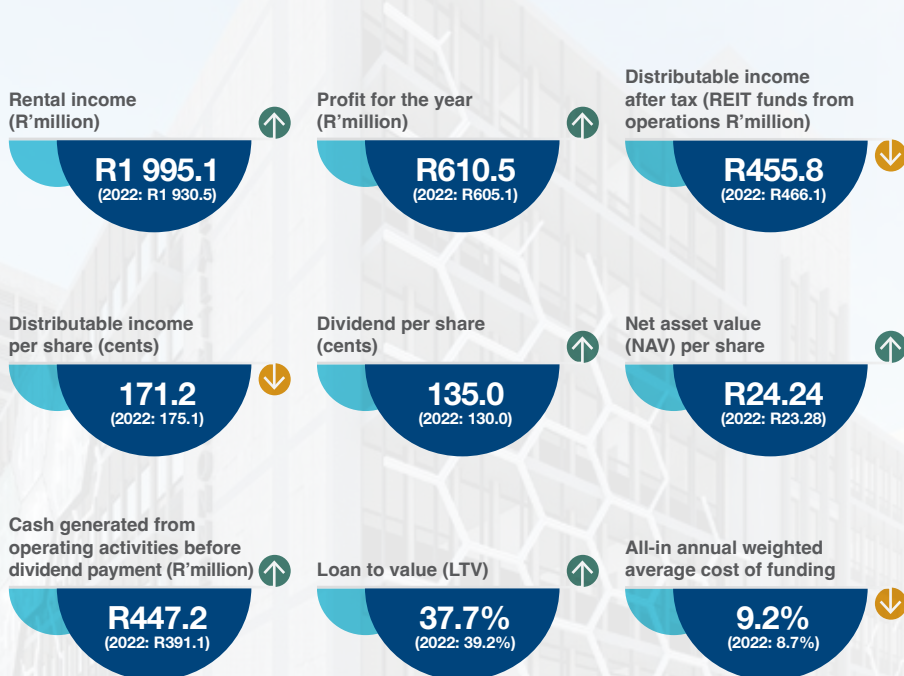 Rental income
(R'million)
R1 995.1
(2022: R1 930.5)
Profit for the year
(R'million)
R610.5
(2022: R605.1)
Distributable income
after tax (REIT funds from
operations R'million)
R455.8
(2022: R466.1)
Distributable income
per share (cents)
171.2
(2022: 175.1)
Dividend per share
(cents)
135.0
(2022: 130.0)
Net asset value
(NAV) per share
R24.24
(2022: R23.28)
Cash generated from
operating activities before
dividend payment (R'million)
R447.2
(2022: R391.1)
Loan to value (LTV)
37.7%
(2022: 39.2%)
All-in annual weighted
average cost of funding
9.2%
(2022: 8.7%)